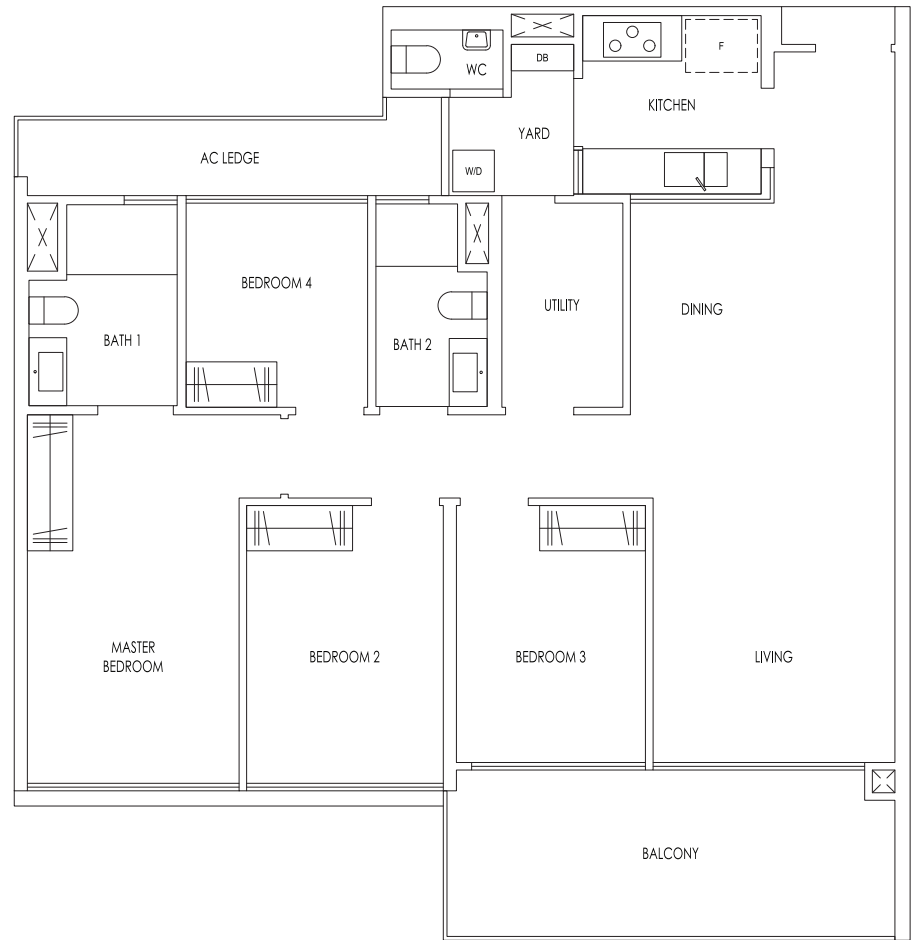 F
DB
WC
KITCHEN
YARD
AC LEDGE
W/D
BEDROOM 4
UTILITY
DINING
BATH 1
BATH 2
MASTER
BEDROOM
BEDROOM 2
BEDROOM 3
LIVING
BALCONY